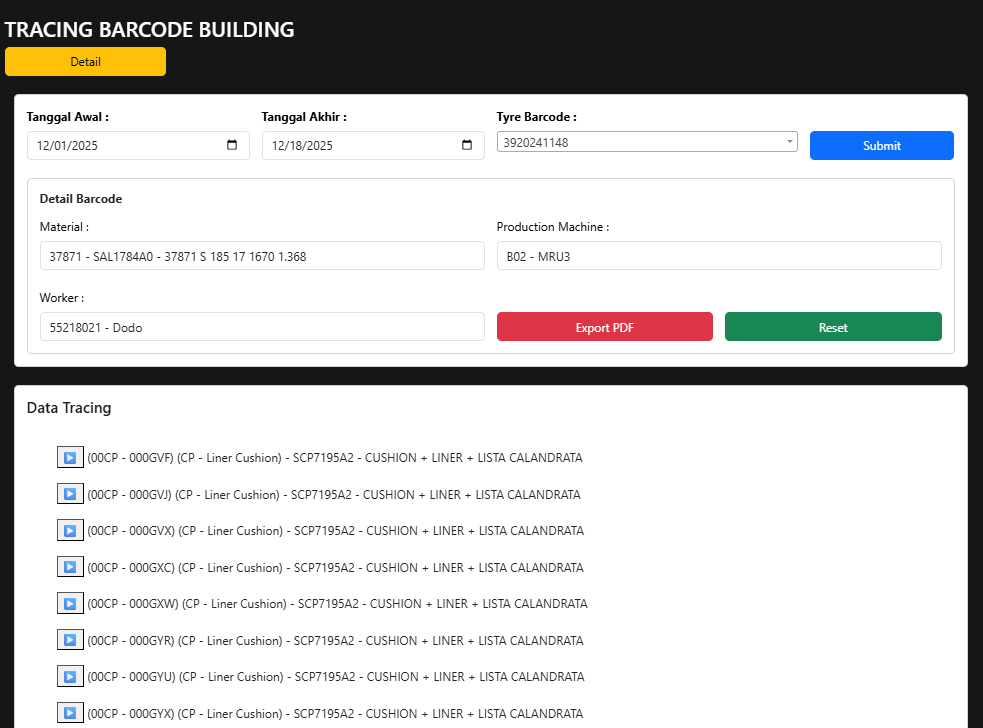 TRACING BARCODE BUILDING
Detail
Tanggal Awal : Tanggal Akhir : Tyre Barcode :
12/01/2025 12/18/2025 3920241148 Submit
Detail Barcode
Material : Production Machine :
37871 - SAL1784A0 - 37871 S 185 17 1670 1.368 B02 - MRU3
Worker :
55218021 - Dodo Export PDF Reset
Data Tracing
(00CP - 000GVF) (CP - Liner Cushion) - SCP7195A2 - CUSHION + LINER + LISTA CALANDRATA
(00CP - 000GVJ) (CP - Liner Cushion) - SCP7195A2 - CUSHION + LINER + LISTA CALANDRATA
(00CP - 000GVX) (CP - Liner Cushion) - SCP7195A2 - CUSHION + LINER + LISTA CALANDRATA
(00CP - 000GXC) (CP - Liner Cushion) - SCP7195A2 - CUSHION + LINER + LISTA CALANDRATA
(00CP - 000GXW) (CP - Liner Cushion) - SCP7195A2 - CUSHION + LINER + LISTA CALANDRATA
(00CP - 000GYR) (CP - Liner Cushion) - SCP7195A2 - CUSHION + LINER + LISTA CALANDRATA
(00CP - 000GYU) (CP - Liner Cushion) - SCP7195A2 - CUSHION + LINER + LISTA CALANDRATA
(00CP - 000GYX) (CP - Liner Cushion) - SCP7195A2 - CUSHION + LINER + LISTA CALANDRATA